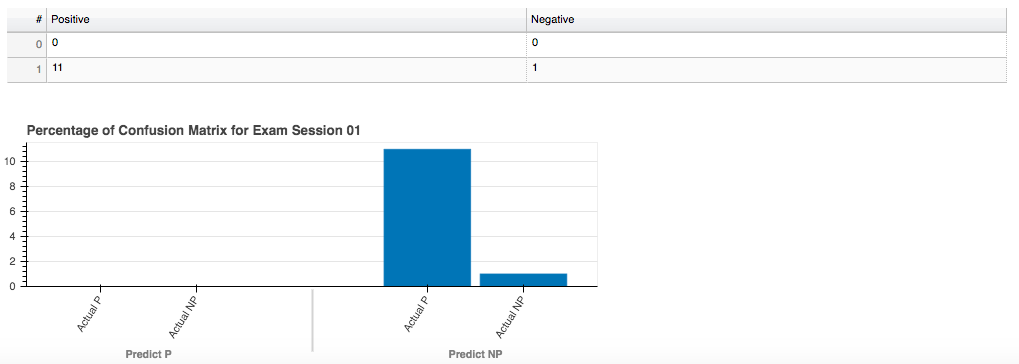 # Positive Negative
0 0 0
1 11 1
Percentage of Confusion Matrix for Exam Session 01
10
8
6
4
2
0
Actual P Actual NP Actual P Actual NP
Predict P Predict NP